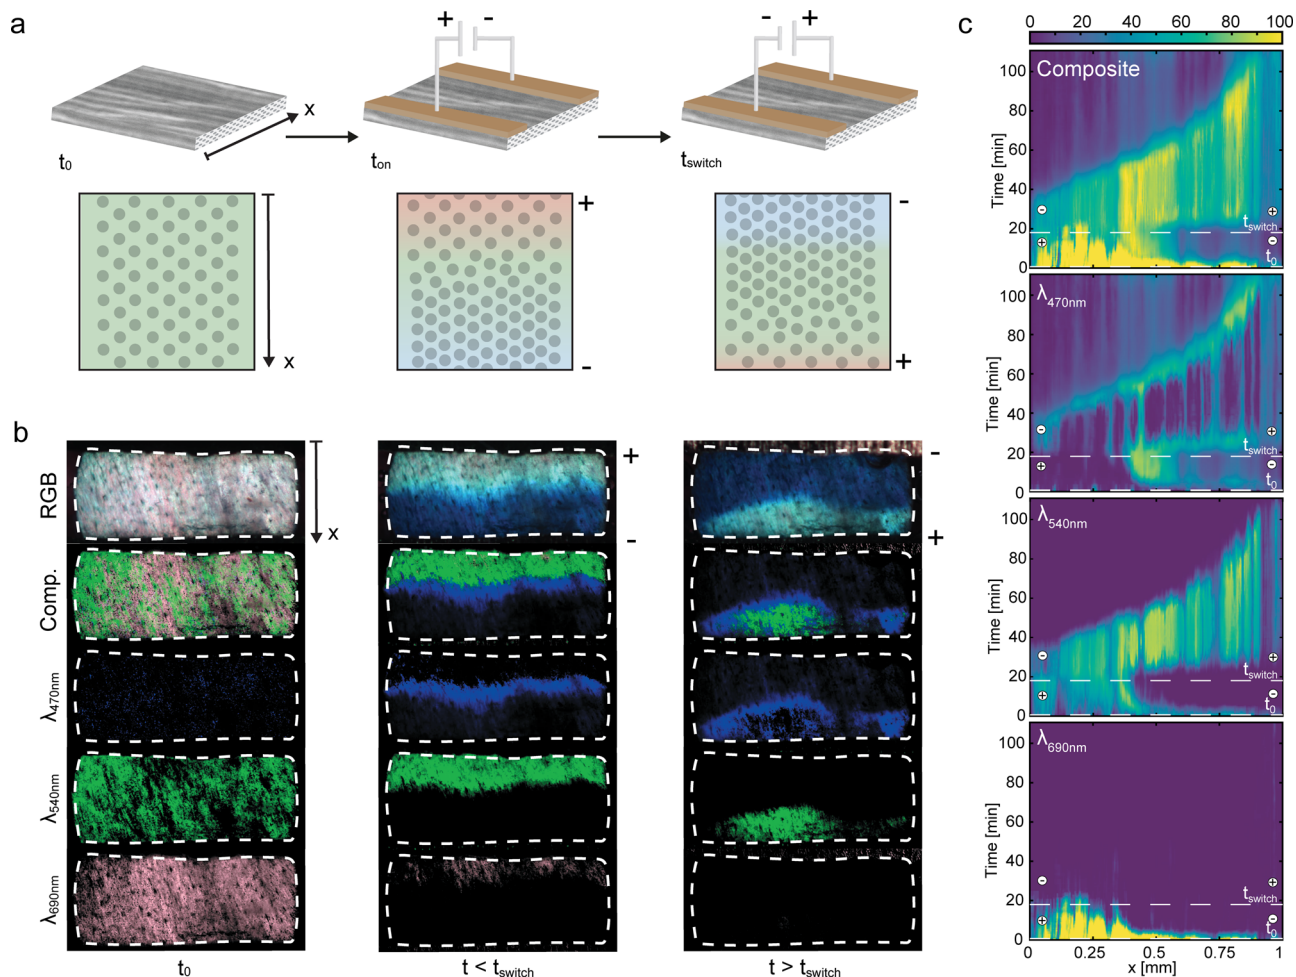 a
+ -
- +
x
t0
ton
tswitch
+
-
-
+
x
b
RGB
Comp.
λ470nm
λ540nm
λ690nm
x
+
-
-
+
t0
t < tswitch
t > tswitch
c
0 20 40 60 80 100
Composite
Time [min]
100
80
60
40
20
0
- +
tswitch
+ -
t0
λ470nm
Time [min]
100
80
60
40
20
0
- +
tswitch
+ -
t0
λ540nm
Time [min]
100
80
60
40
20
0
- +
tswitch
+ -
t0
λ690nm
Time [min]
100
80
60
40
20
0
- +
tswitch
+ -
t0
0 0.25 0.5 0.75 1
x [mm]